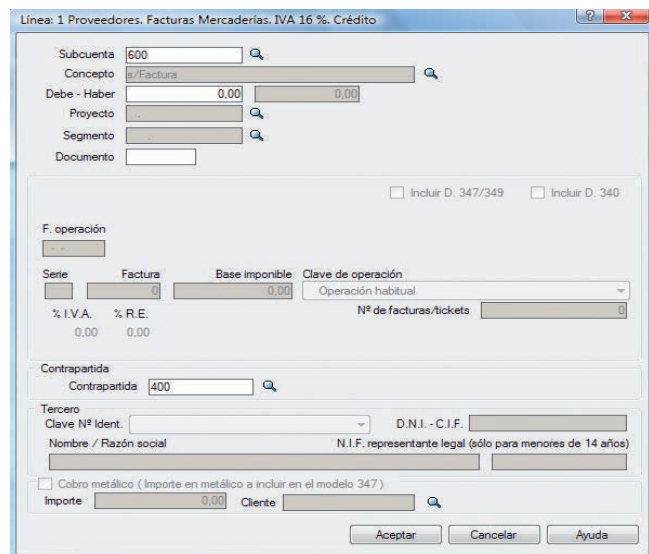 Línea: 1 Proveedores. Facturas Mercaderías. IVA 16 %. Crédito
Subcuenta 600
Concepto s/Factura
Debe - Haber 0,00 0,00
Proyecto .
Segmento .
Documento
Incluir D. 347/349 Incluir D. 340
F. operación
- -
Serie Factura Base imponible Clave de operación
0 0,00 Operación habitual
% I.V.A. % R.E. Nº de facturas/tickets 0
0,00 0,00
Contrapartida
Contrapartida 400
Tercero
Clave Nº Ident. D.N.I. - C.I.F.
Nombre / Razón social N.I.F. representante legal (sólo para menores de 14 años)
Cobro metálico ( Importe en metálico a incluir en el modelo 347 )
Importe 0,00 Cliente
Aceptar Cancelar Ayuda